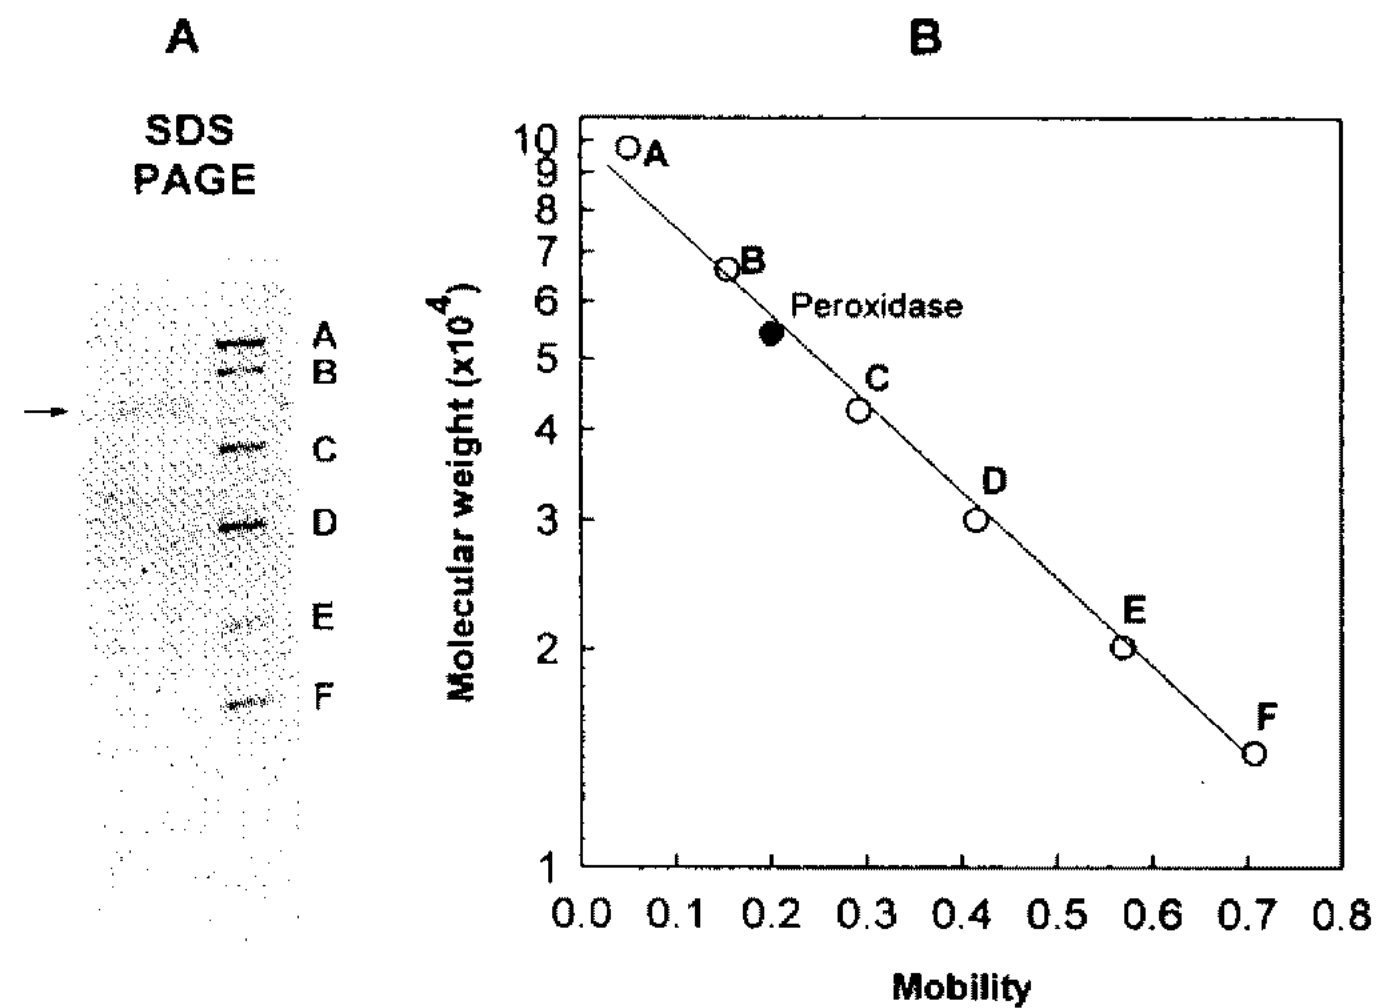 A
SDS
PAGE
A
B
C
D
E
F
B
Molecular weight (x10⁴)
10
9
8
7
6
5
4
3
2
1
A
B
Peroxidase
C
D
E
F
0.0 0.1 0.2 0.3 0.4 0.5 0.6 0.7 0.8
Mobility